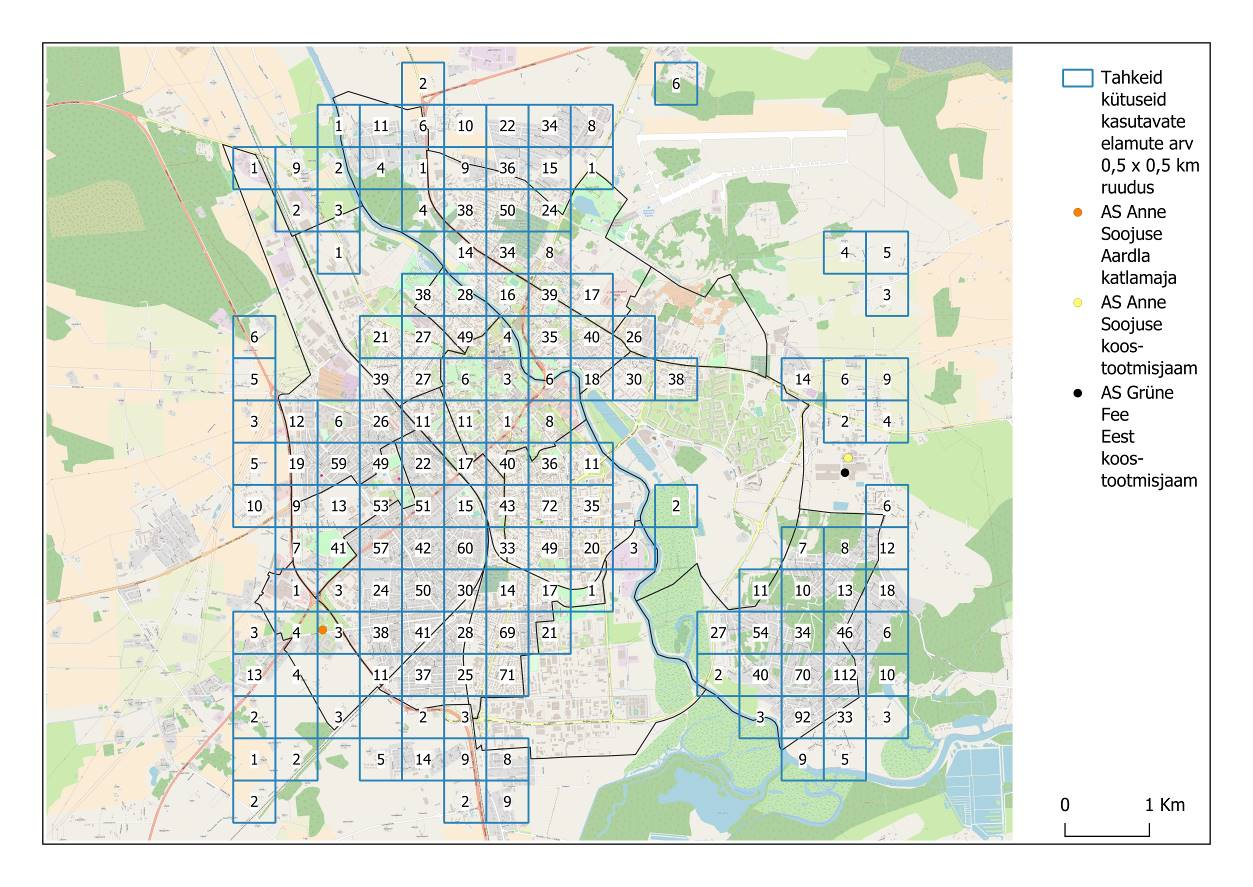 2 6
1 11 6 10 22 34 8
1 9 2 4 1 9 36 15 1
2 3 4 38 50 24
1 14 34 8 4 5
38 28 16 39 17 3
6 21 27 49 4 35 40 26
5 39 27 6 3 6 18 30 38 14 6 9
3 12 6 26 11 11 1 8 2 4
5 19 59 49 22 17 40 36 11
10 9 13 53 51 15 43 72 35 2 6
7 41 57 42 60 33 49 20 3 7 8 12
1 3 24 50 30 14 17 1 11 10 13 18
3 4 3 38 41 28 69 21 27 54 34 46 6
13 4 11 37 25 71 2 40 70 112 10
2 3 2 3 3 92 33 3
1 2 5 14 9 8 9 5
2 2 9
Tahkeid
kütuseid
kasutavate
elamute arv
0,5 x 0,5 km
ruudus
AS Anne
Soojuse
Aardla
katlamaja
AS Anne
Soojuse
koos-
tootmisjaam
AS Grüne
Fee
Eesti
koos-
tootmisjaam
0 1 Km